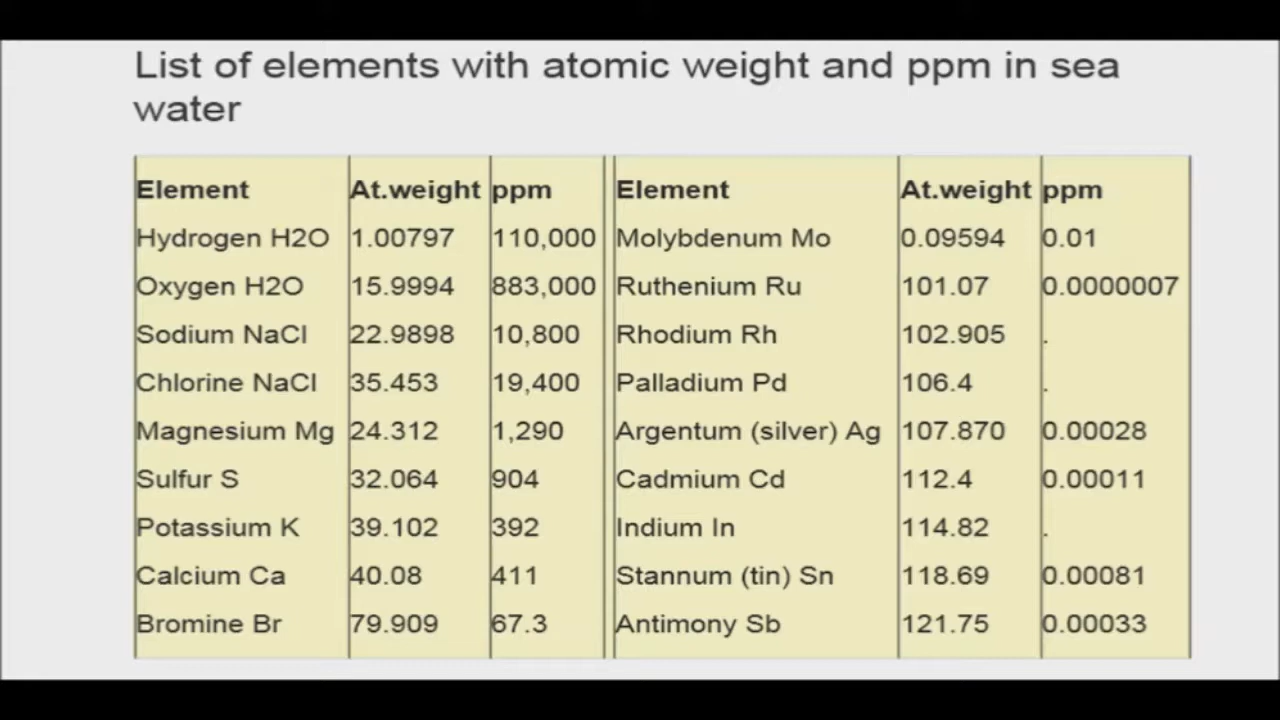 List of elements with atomic weight and ppm in sea
water
Element At.weight ppm Element At.weight ppm
Hydrogen H2O 1.00797 110,000 Molybdenum Mo 0.09594 0.01
Oxygen H2O 15.9994 883,000 Ruthenium Ru 101.07 0.0000007
Sodium NaCl 22.9898 10,800 Rhodium Rh 102.905 .
Chlorine NaCl 35.453 19,400 Palladium Pd 106.4 .
Magnesium Mg 24.312 1,290 Argentum (silver) Ag 107.870 0.00028
Sulfur S 32.064 904 Cadmium Cd 112.4 0.00011
Potassium K 39.102 392 Indium In 114.82 .
Calcium Ca 40.08 411 Stannum (tin) Sn 118.69 0.00081
Bromine Br 79.909 67.3 Antimony Sb 121.75 0.00033